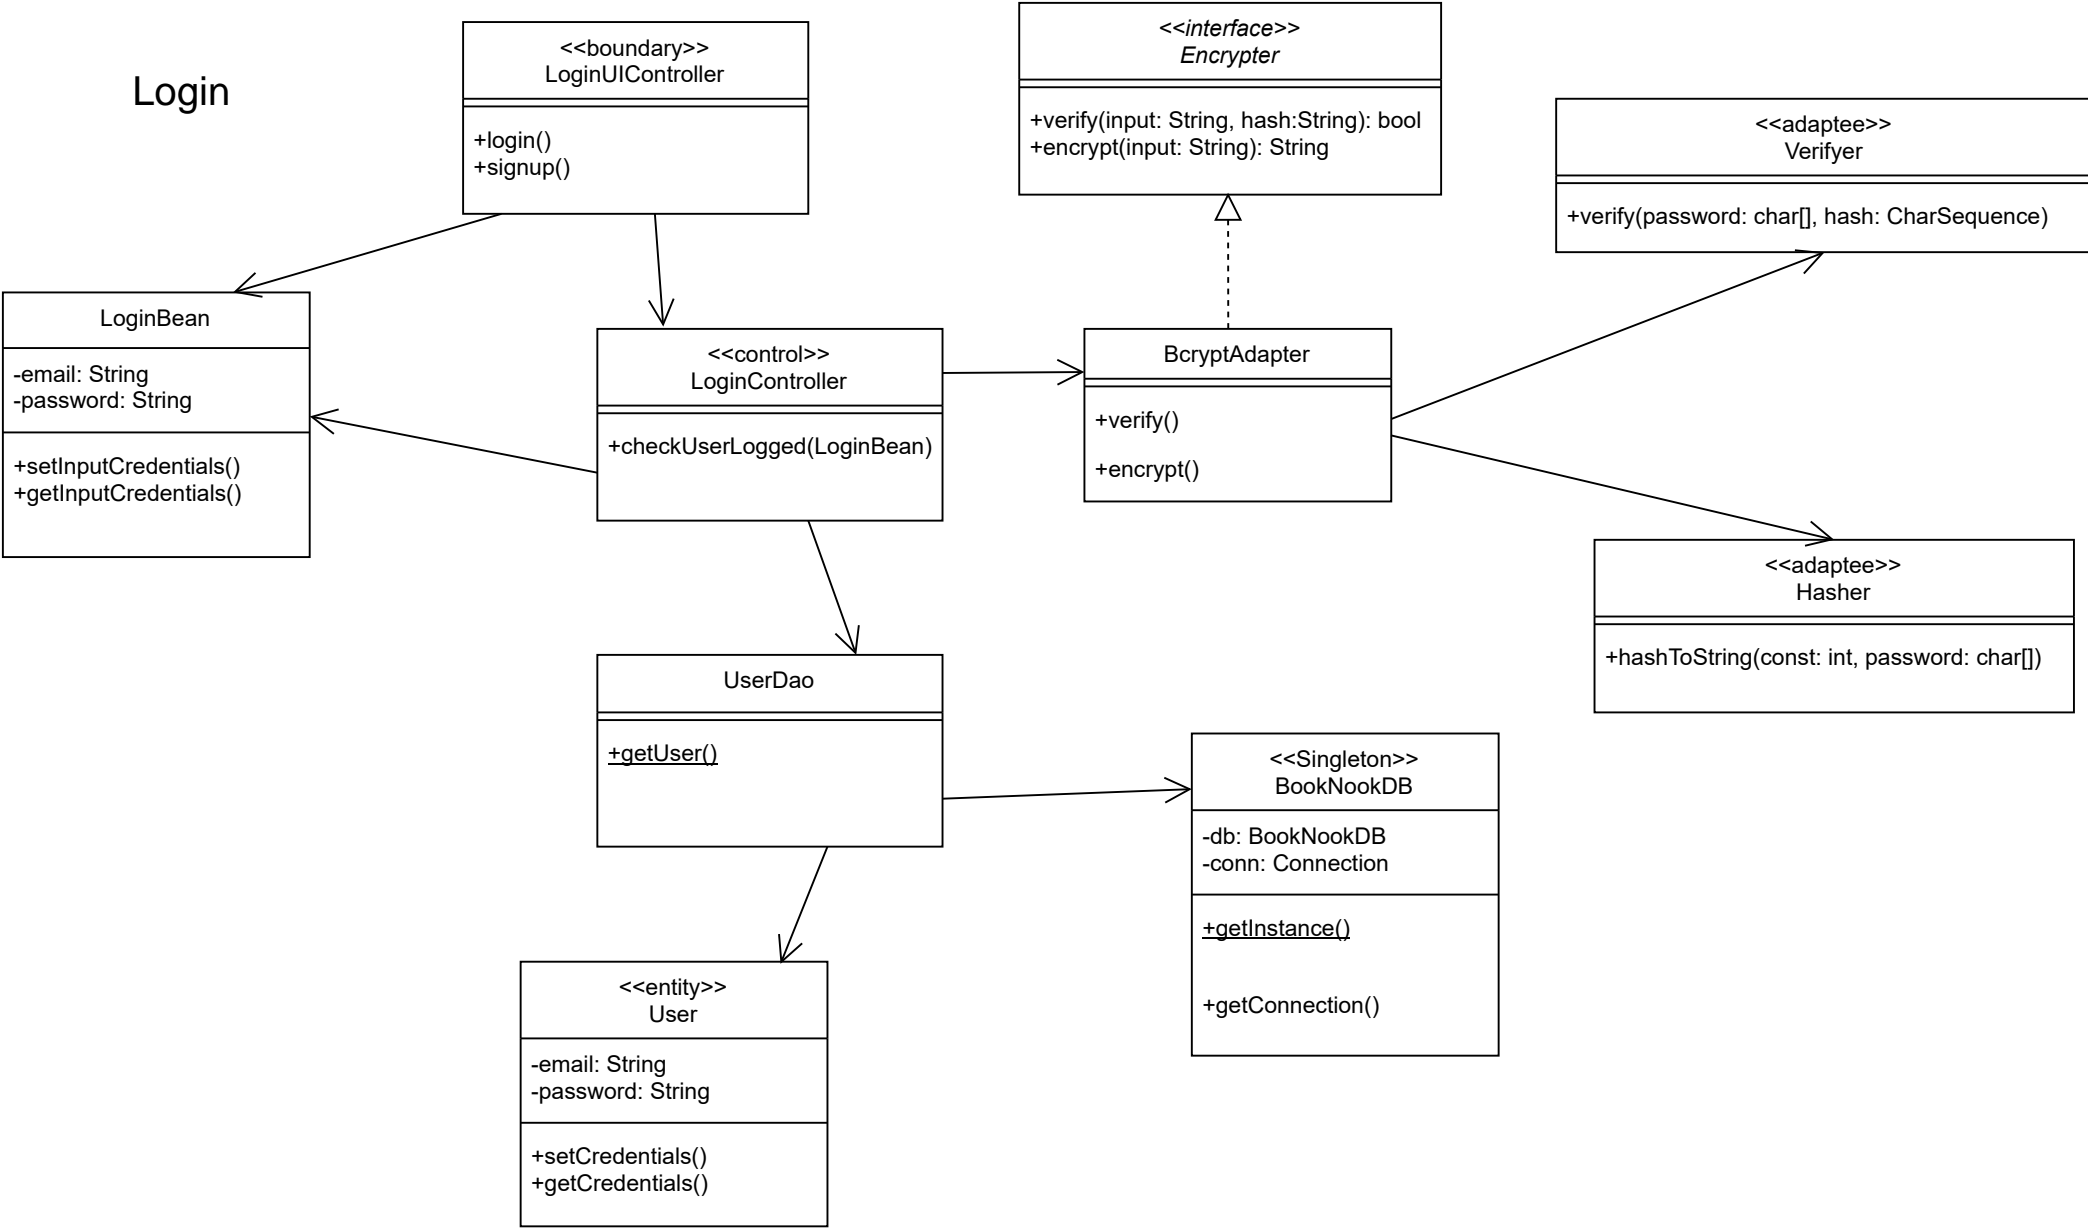 Login
<<boundary>>
LoginUIController
+login()
+signup()
<<interface>>
Encrypter
+verify(input: String, hash:String): bool
+encrypt(input: String): String
<<adaptee>>
Verifyer
+verify(password: char[], hash: CharSequence)
LoginBean
-email: String
-password: String
+setInputCredentials()
+getInputCredentials()
<<control>>
LoginController
+checkUserLogged(LoginBean)
BcryptAdapter
+verify()
+encrypt()
<<adaptee>>
Hasher
+hashToString(const: int, password: char[])
UserDao
+getUser()
<<Singleton>>
BookNookDB
-db: BookNookDB
-conn: Connection
+getInstance()
+getConnection()
<<entity>>
User
-email: String
-password: String
+setCredentials()
+getCredentials()